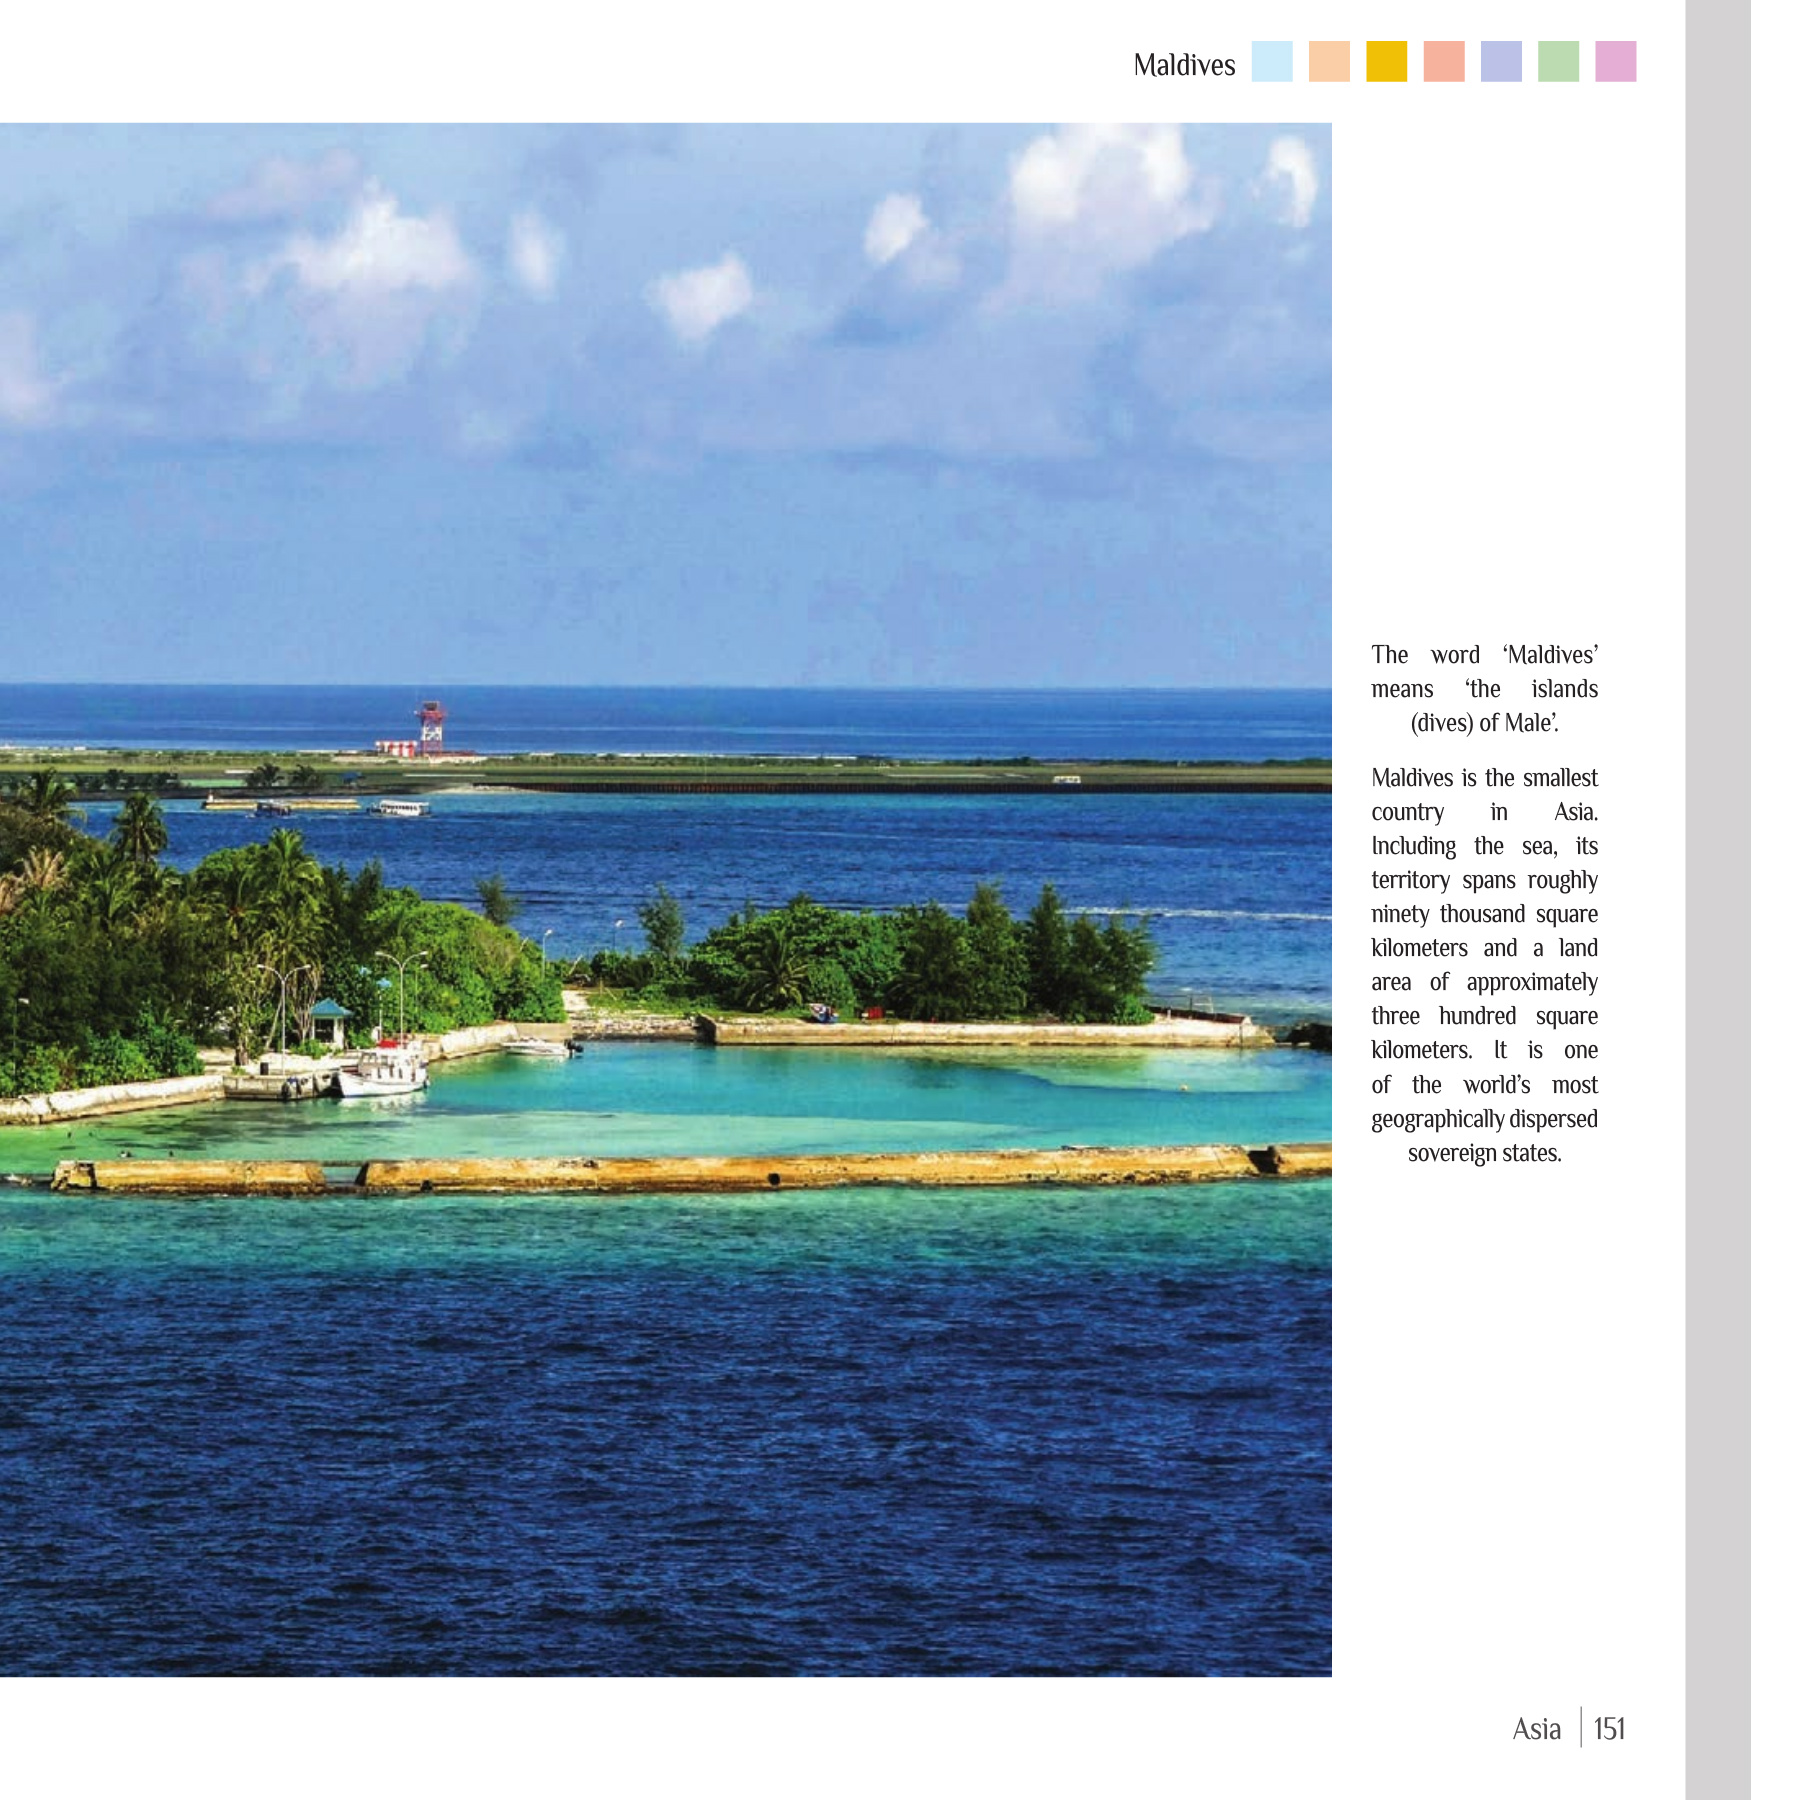 Maldives
The word ‘Maldives’
means ‘the islands
(dives) of Male’.
Maldives is the smallest
country in Asia.
Including the sea, its
territory spans roughly
ninety thousand square
kilometers and a land
area of approximately
three hundred square
kilometers. It is one
of the world’s most
geographically dispersed
sovereign states.
Asia | 151